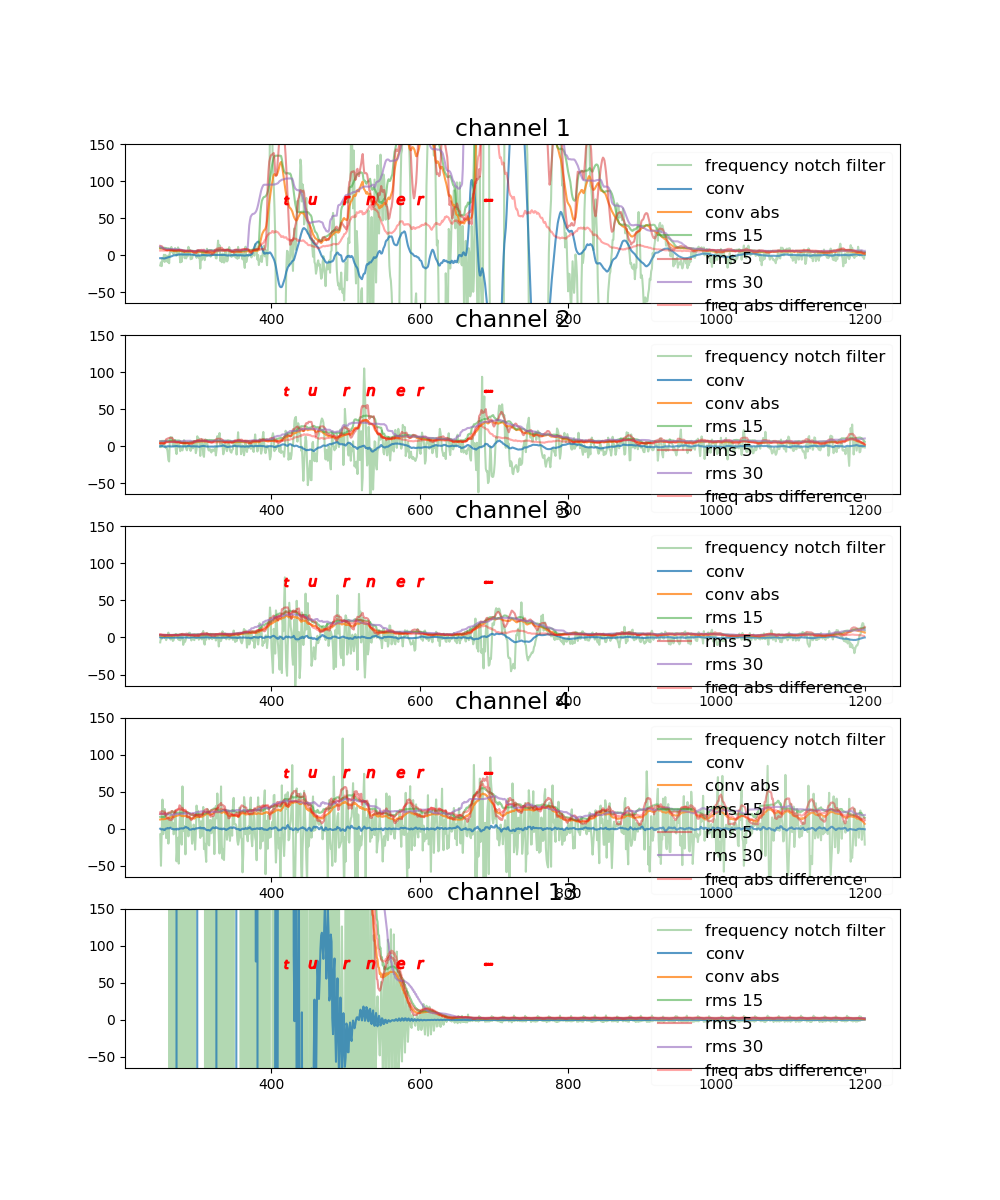 channel 1
150
100
50
0
−50
t u r n e r –
frequency notch filter
conv
conv abs
rms 15
rms 5
rms 30
freq abs difference
400 600 800 1000 1200
channel 2
150
100
50
0
−50
t u r n e r –
frequency notch filter
conv
conv abs
rms 15
rms 5
rms 30
freq abs difference
400 600 800 1000 1200
channel 3
150
100
50
0
−50
t u r n e r –
frequency notch filter
conv
conv abs
rms 15
rms 5
rms 30
freq abs difference
400 600 800 1000 1200
channel 4
150
100
50
0
−50
t u r n e r –
frequency notch filter
conv
conv abs
rms 15
rms 5
rms 30
freq abs difference
400 600 800 1000 1200
channel 13
150
100
50
0
−50
t u r n e r –
frequency notch filter
conv
conv abs
rms 15
rms 5
rms 30
freq abs difference
400 600 800 1000 1200